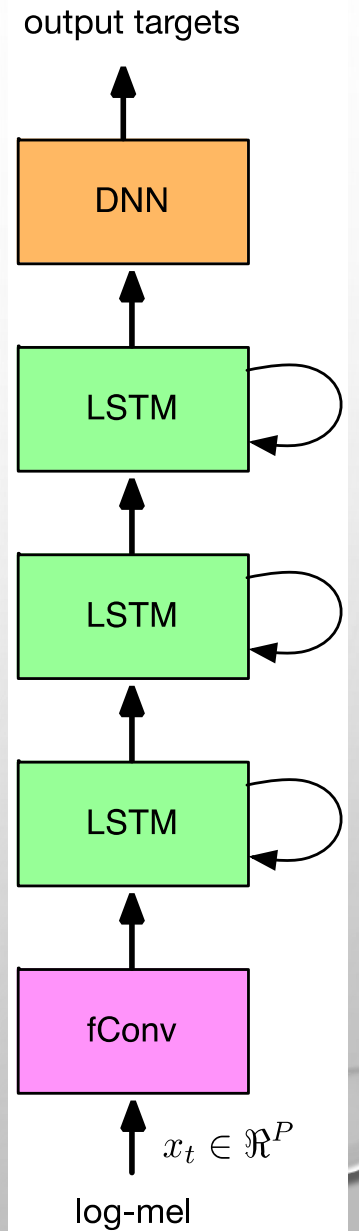 output targets
DNN
LSTM
LSTM
LSTM
fConv
x_t ∈ ℜ^P
log-mel